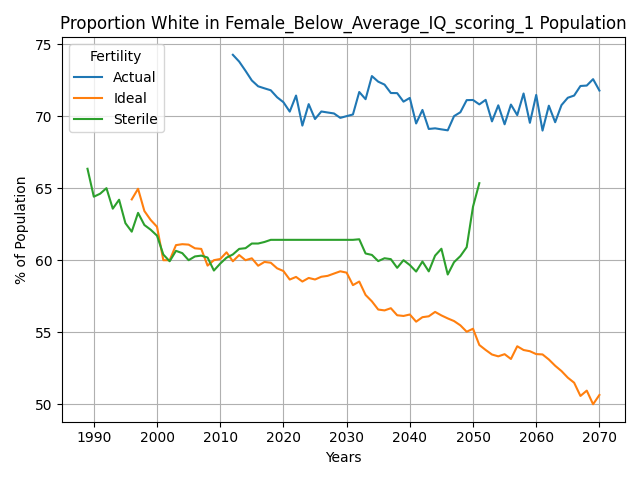 Proportion White in Female_Below_Average_IQ_scoring_1 Population
Fertility
Actual
Ideal
Sterile
% of Population
75
70
65
60
55
50
1990 2000 2010 2020 2030 2040 2050 2060 2070
Years